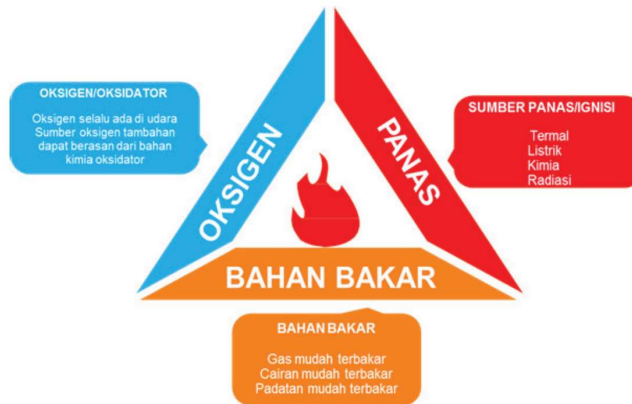 OKSIGEN/OKSIDATOR
Oksigen selalu ada di udara
Sumber oksigen tambahan
dapat berasan dari bahan
kimia oksidator
OKSIGEN
PANAS
SUMBER PANAS/IGNISI
Termal
Listrik
Kimia
Radiasi
BAHAN BAKAR
BAHAN BAKAR
Gas mudah terbakar
Cairan mudah terbakar
Padatan mudah terbakar